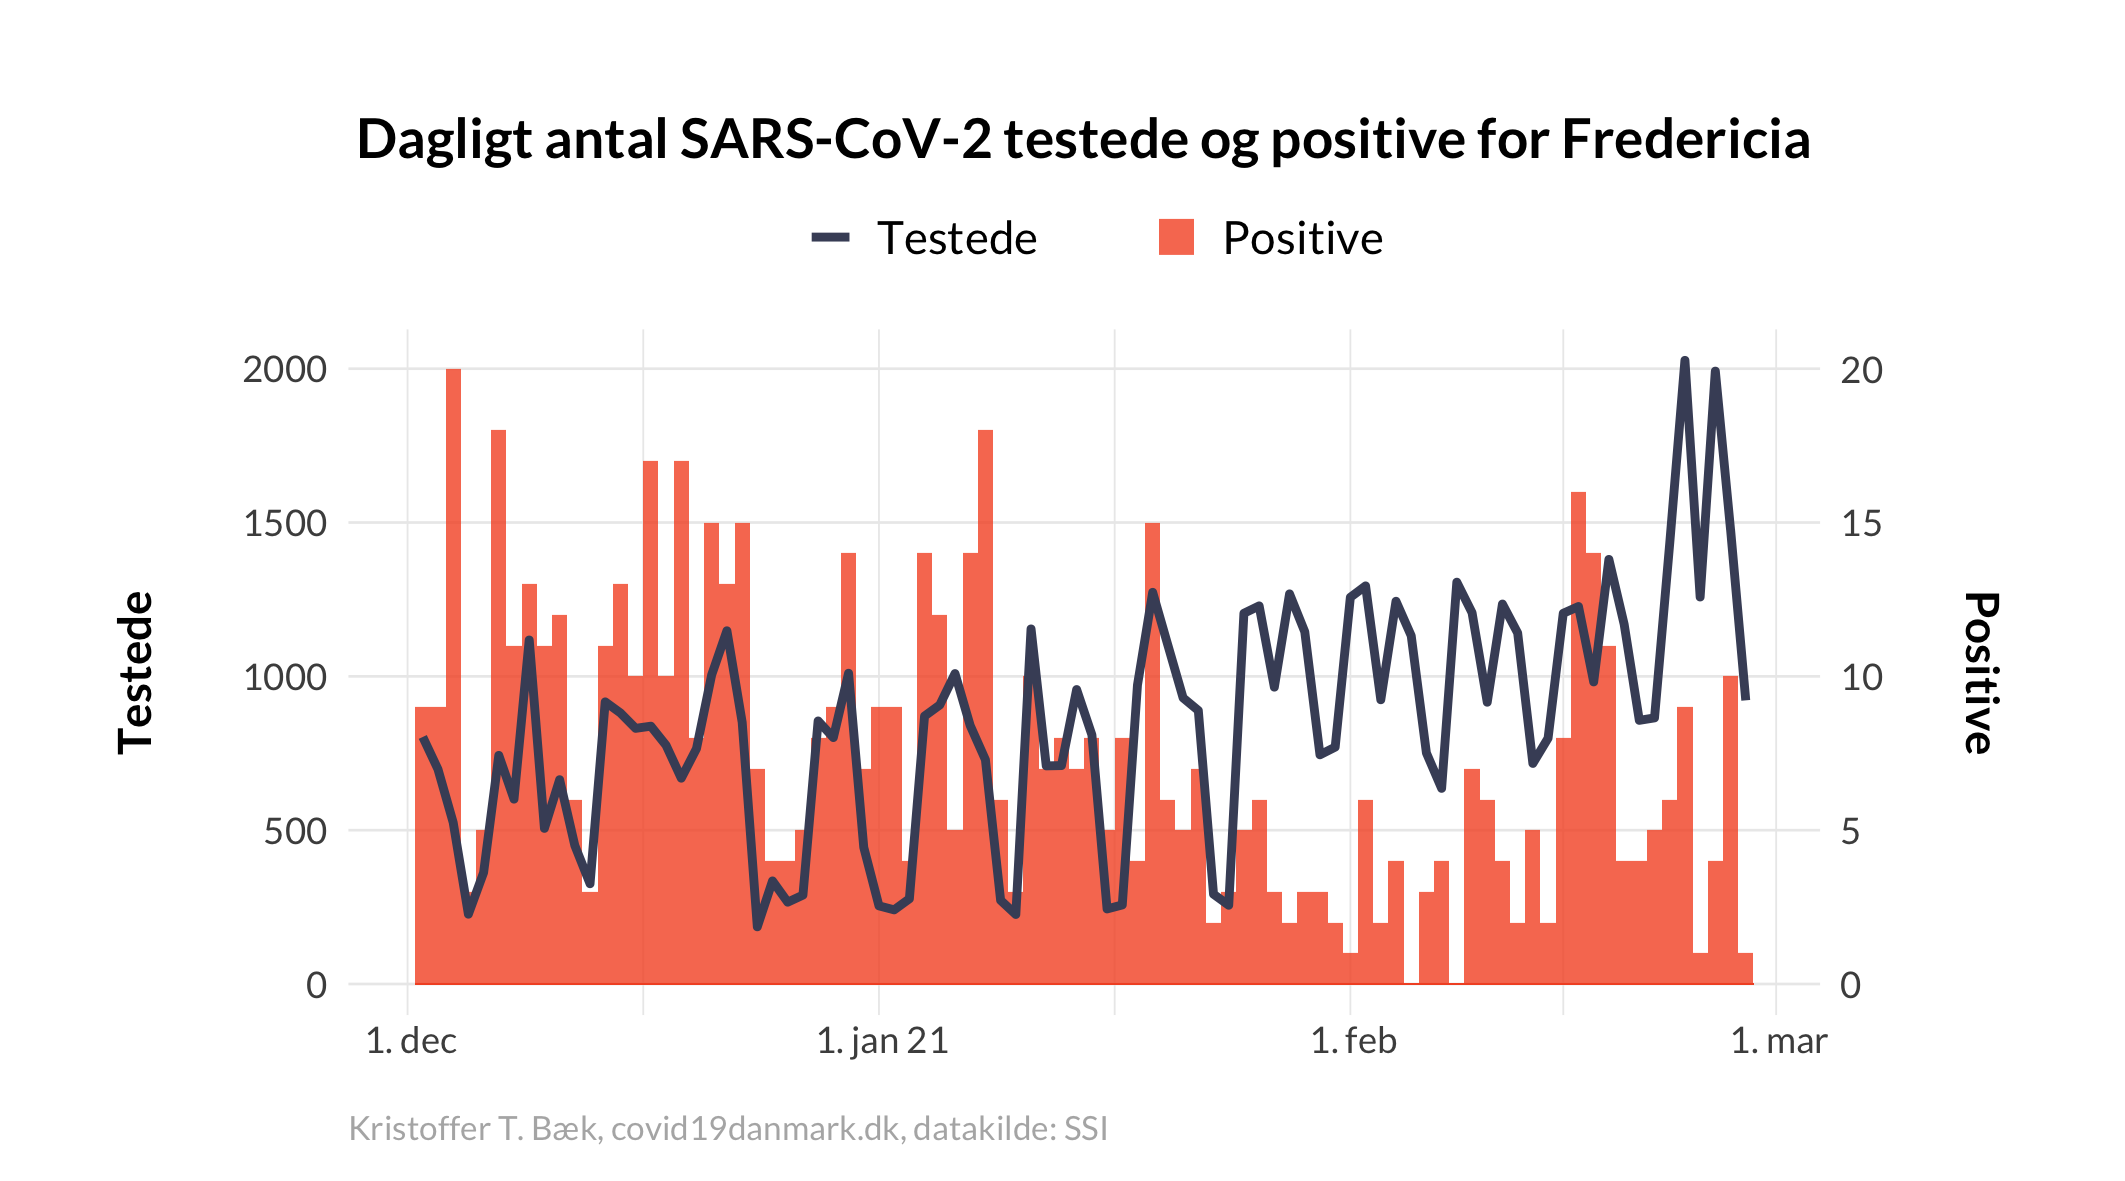 Dagligt antal SARS-CoV-2 testede og positive for Fredericia
Testede Positive
2000 20
1500 15
1000 10
500 5
0 0
Testede
Positive
1. dec 1. jan 21 1. feb 1. mar
Kristoffer T. Bæk, covid19danmark.dk, datakilde: SSI